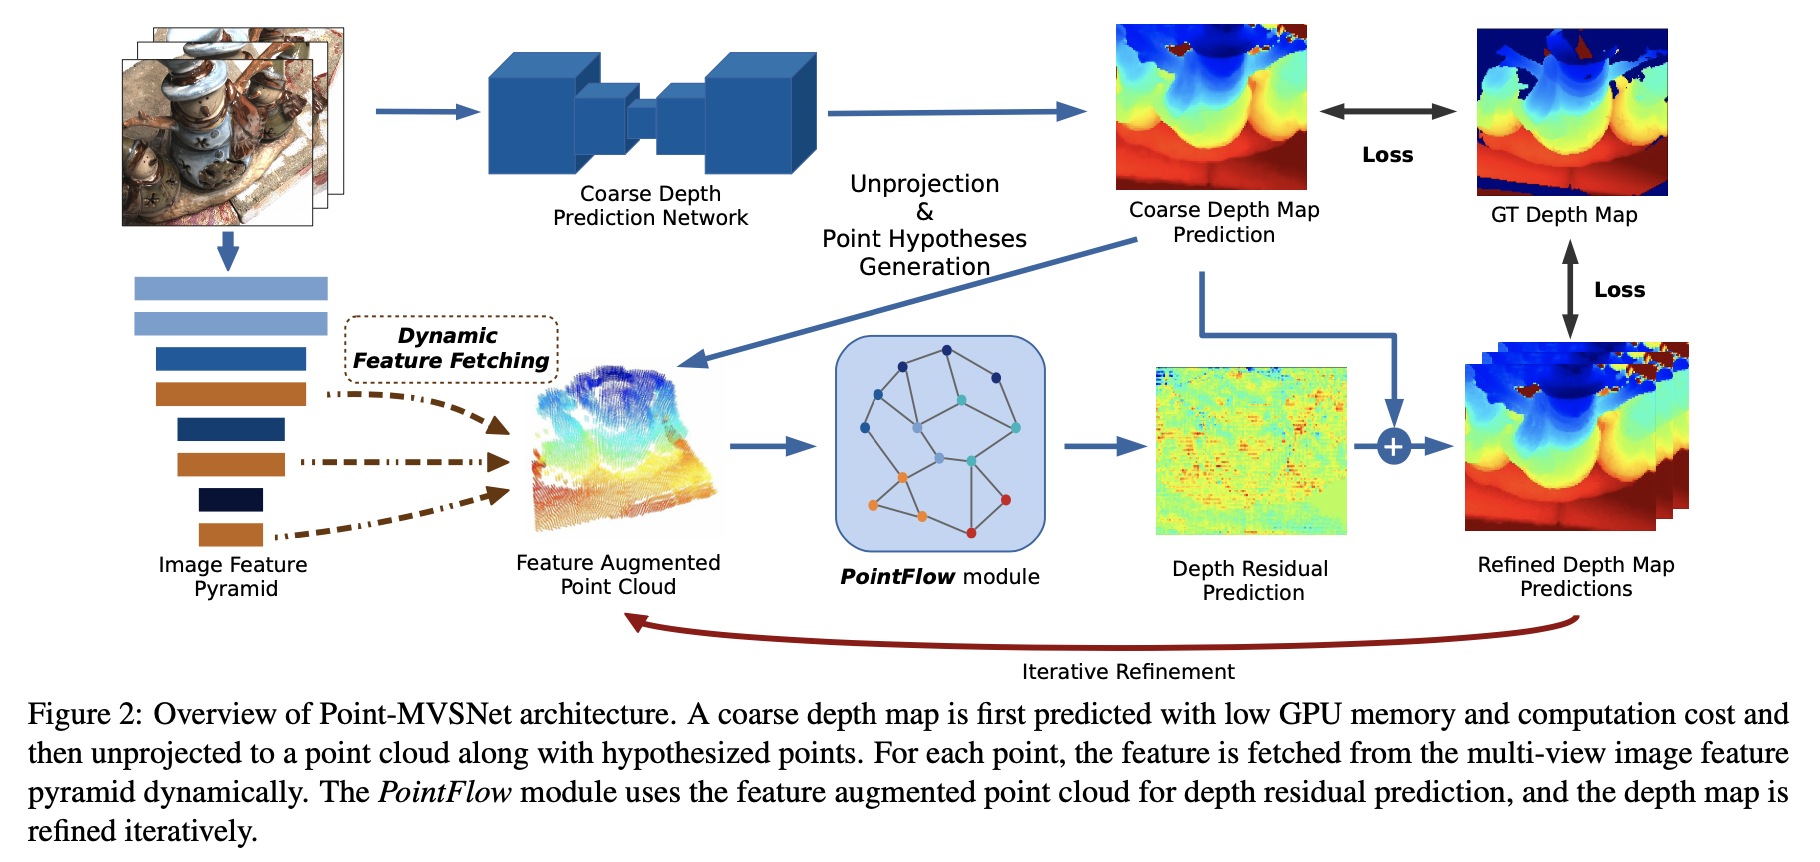 Coarse Depth
Prediction Network
Unprojection
&
Point Hypotheses
Generation
Coarse Depth Map
Prediction
Loss
GT Depth Map
Loss
Dynamic
Feature Fetching
Image Feature
Pyramid
Feature Augmented
Point Cloud
PointFlow module
Depth Residual
Prediction
+
Refined Depth Map
Predictions
Iterative Refinement
Figure 2: Overview of Point-MVSNet architecture. A coarse depth map is first predicted with low GPU memory and computation cost and
then unprojected to a point cloud along with hypothesized points. For each point, the feature is fetched from the multi-view image feature
pyramid dynamically. The PointFlow module uses the feature augmented point cloud for depth residual prediction, and the depth map is
refined iteratively.